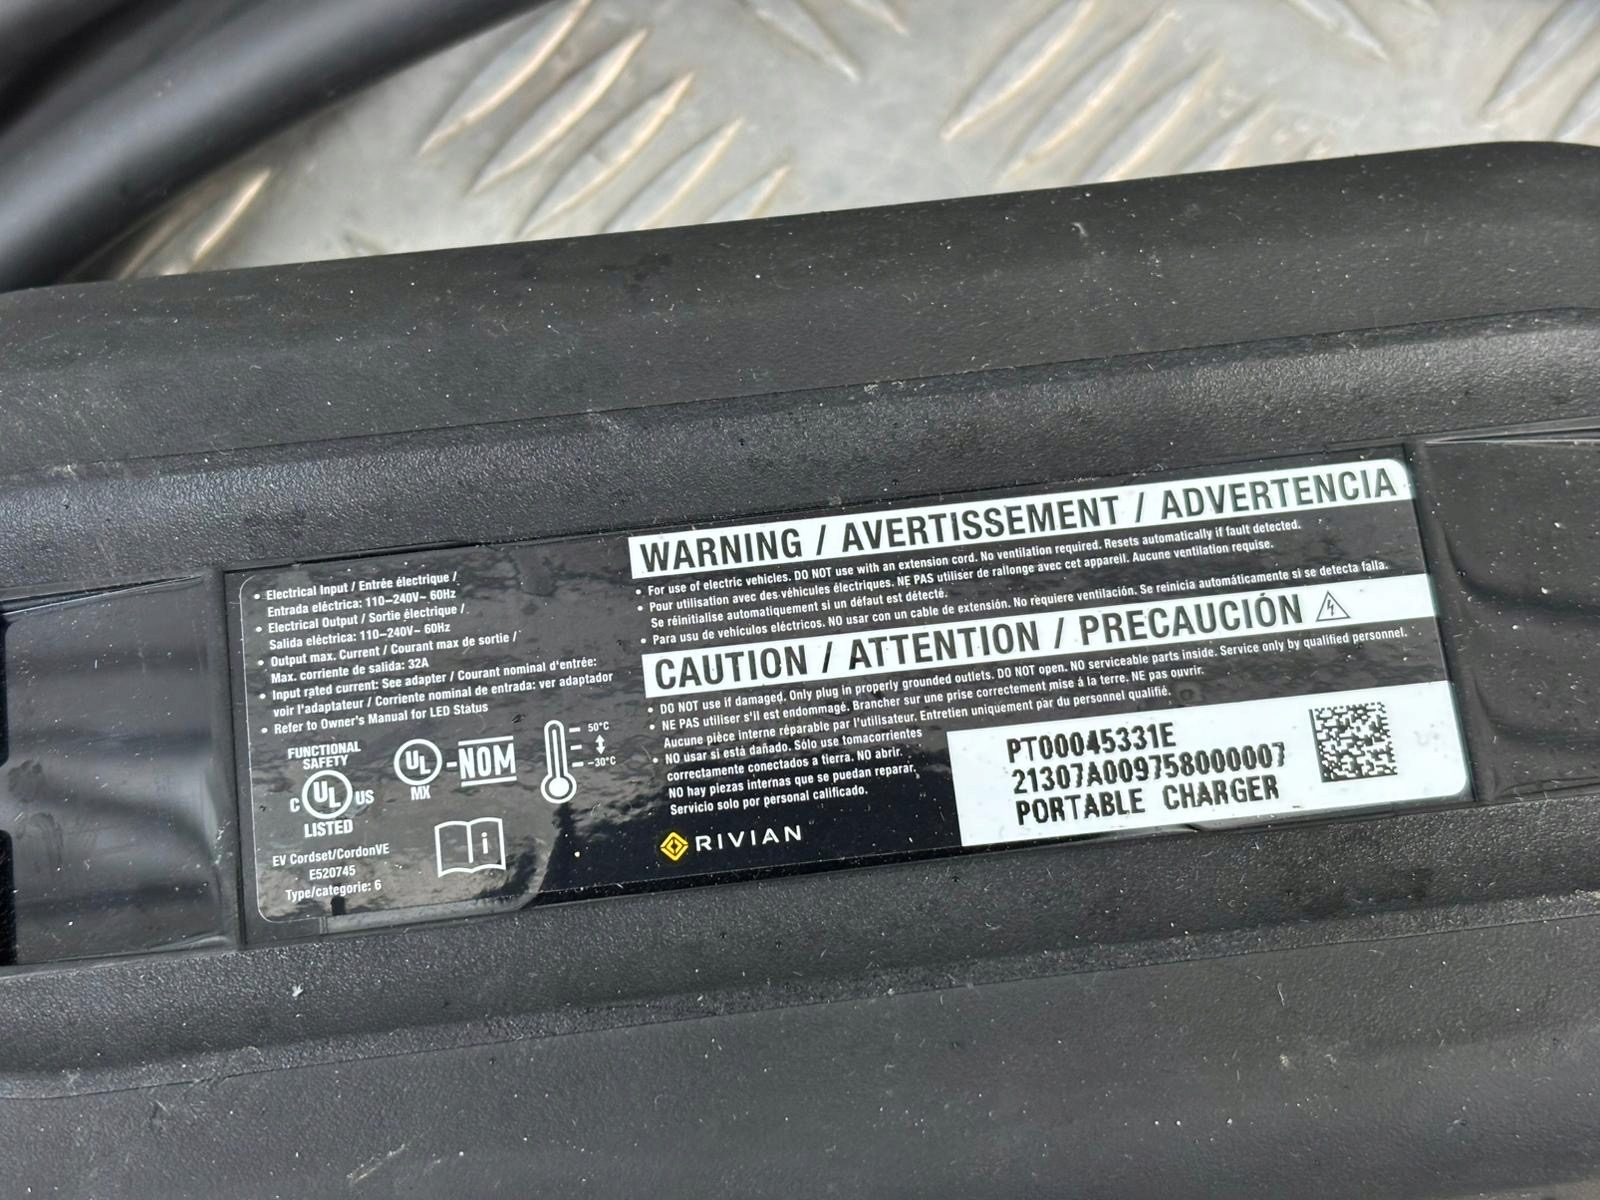 • Electrical Input / Entrée électrique /
Entrada eléctrica: 110–240V~ 60Hz
• Electrical Output / Sortie électrique /
Salida eléctrica: 110–240V~ 60Hz
• Output max. Current / Courant max de sortie /
Max. corriente de salida: 32A
• Input rated current: See adapter / Courant nominal d'entrée:
voir l'adaptateur / Corriente nominal de entrada: ver adaptador
• Refer to Owner's Manual for LED Status
FUNCTIONAL
SAFETY
C UL US
LISTED
EV Cordset/CordonVE
E520745
Type/categorie: 6
UL -NOM
MX
50°C
–30°C
i
WARNING / AVERTISSEMENT / ADVERTENCIA
• For use of electric vehicles. DO NOT use with an extension cord. No ventilation required. Resets automatically if fault detected.
• Pour utilisation avec des véhicules électriques. NE PAS utiliser de rallonge avec cet appareil. Aucune ventilation requise.
Se réinitialise automatiquement si un défaut est détecté.
• Para usu de vehículos eléctricos. NO usar con un cable de extensión. No requiere ventilación. Se reinicia automáticamente si se detecta falla.
CAUTION / ATTENTION / PRECAUCIÓN
• DO NOT use if damaged. Only plug in properly grounded outlets. DO NOT open. NO serviceable parts inside. Service only by qualified personnel.
• NE PAS utiliser s'il est endommagé. Brancher sur une prise correctement mise á la terre. NE pas ouvrir.
Aucune pièce interne réparable par l'utilisateur. Entretien uniquement par du personnel qualifié.
• NO usar si está dañado. Sólo use tomacorrientes
correctamente conectados a tierra. NO abrir.
NO hay piezas internas que se puedan reparar.
Servicio solo por personal calificado.
RIVIAN
PT00045331E
21307A009758000007
PORTABLE CHARGER